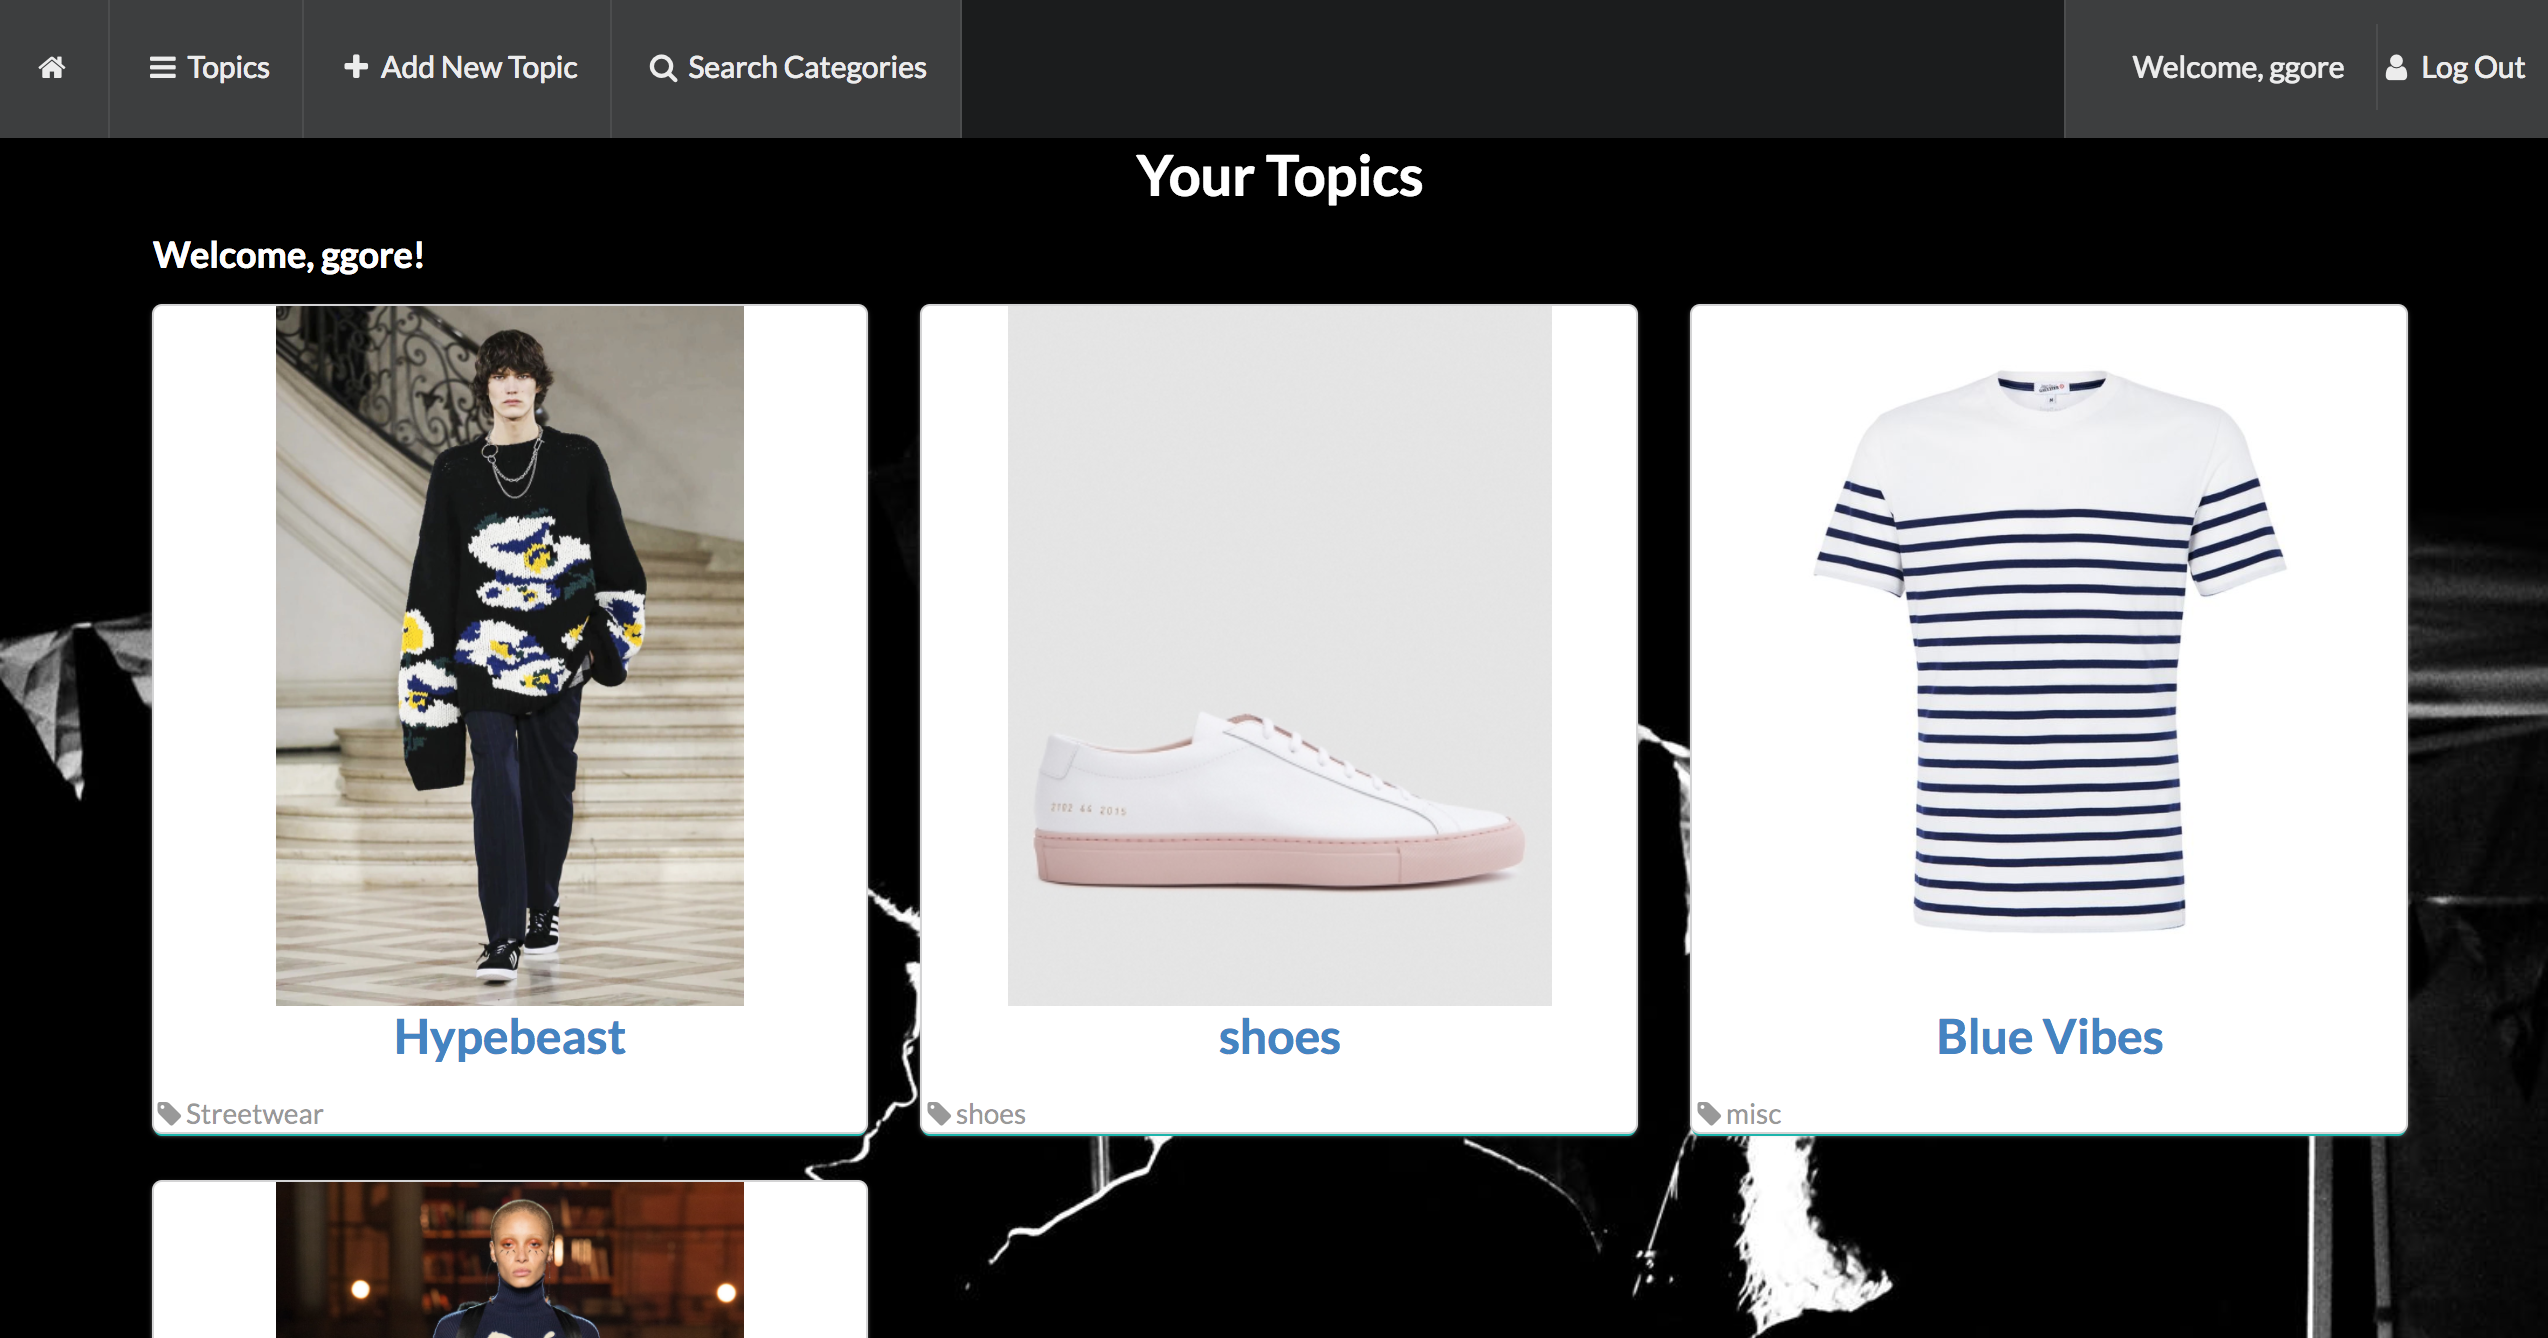 Topics
Add New Topic
Search Categories
Welcome, ggore
Log Out
Your Topics
Welcome, ggore!
2102 44 2015
Hypebeast
shoes
Blue Vibes
Streetwear
shoes
misc